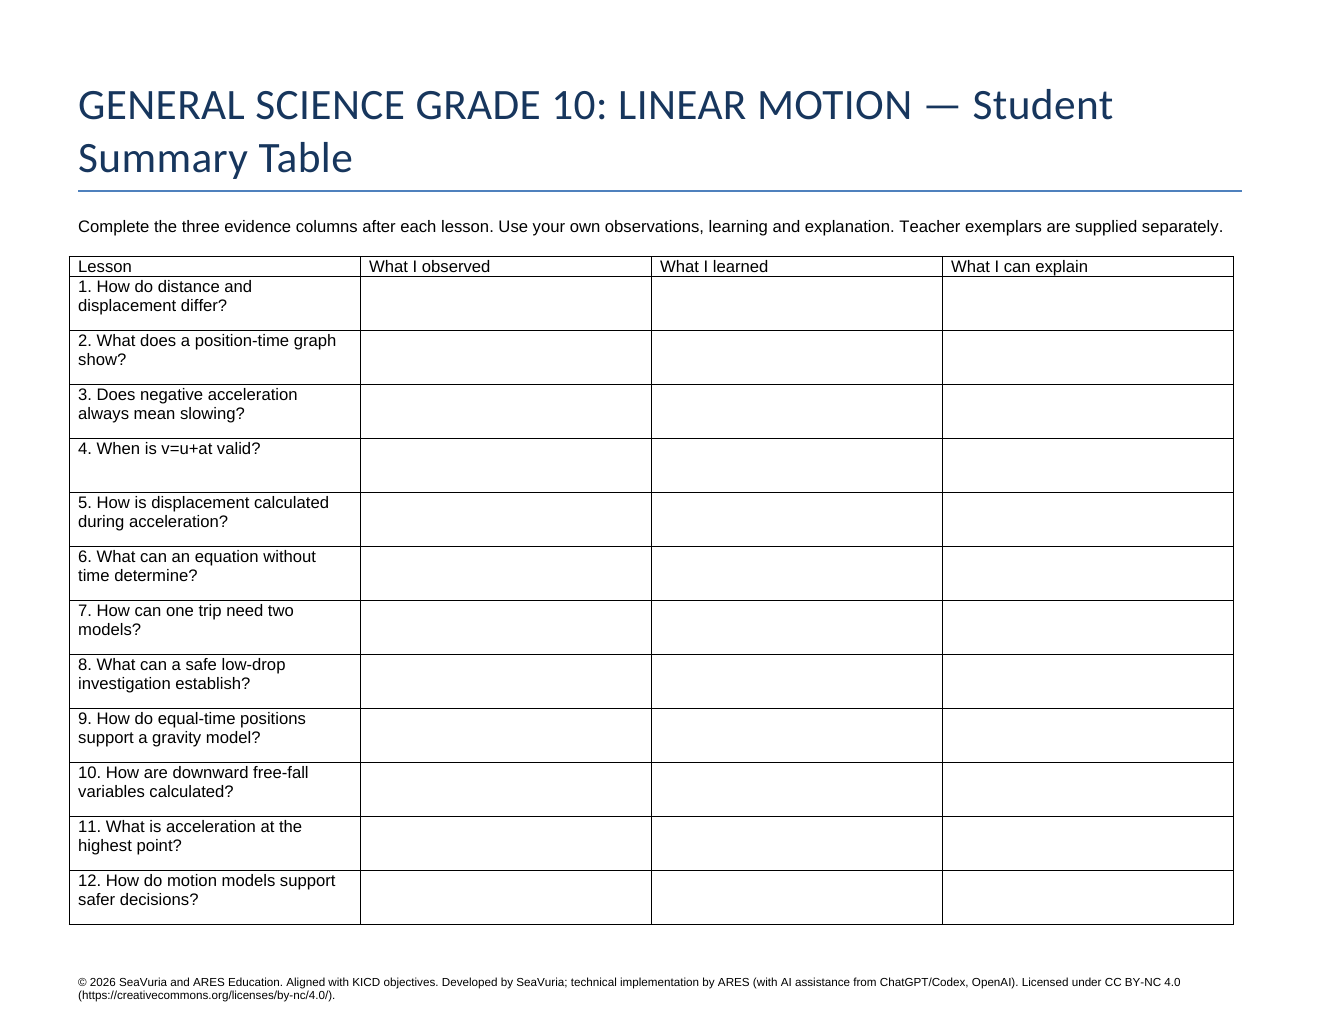 GENERAL SCIENCE GRADE 10: LINEAR MOTION — Student
Summary Table
Complete the three evidence columns after each lesson. Use your own observations, learning and explanation. Teacher exemplars are supplied separately.
Lesson
What I observed
What I learned
What I can explain
1. How do distance and
displacement differ?
2. What does a position-time graph
show?
3. Does negative acceleration
always mean slowing?
4. When is v=u+at valid?
5. How is displacement calculated
during acceleration?
6. What can an equation without
time determine?
7. How can one trip need two
models?
8. What can a safe low-drop
investigation establish?
9. How do equal-time positions
support a gravity model?
10. How are downward free-fall
variables calculated?
11. What is acceleration at the
highest point?
12. How do motion models support
safer decisions?
© 2026 SeaVuria and ARES Education. Aligned with KICD objectives. Developed by SeaVuria; technical implementation by ARES (with AI assistance from ChatGPT/Codex, OpenAI). Licensed under CC BY-NC 4.0
(https://creativecommons.org/licenses/by-nc/4.0/).